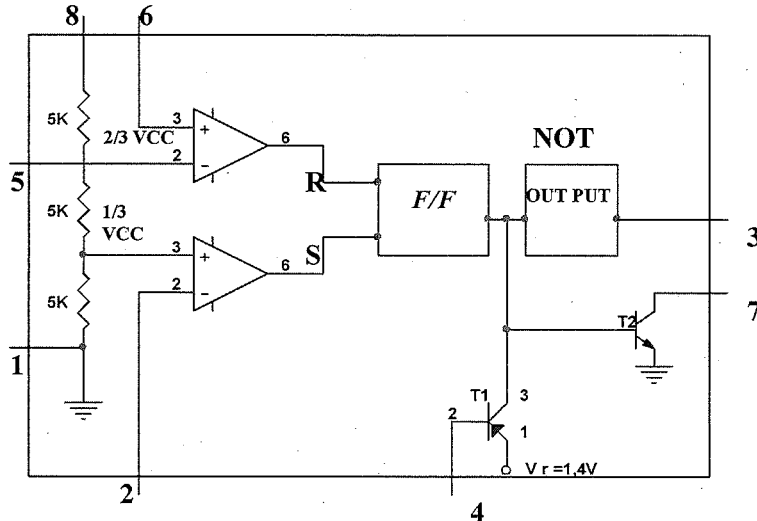 8 6
5K
3
2/3 VCC
2
6
5
R
NOT
F/F
OUT PUT
3
5K
1/3
VCC
3
2
6
S
7
5K
T2
1
T1
3
2
1
V r =1,4V
2
4
+
-
+
-